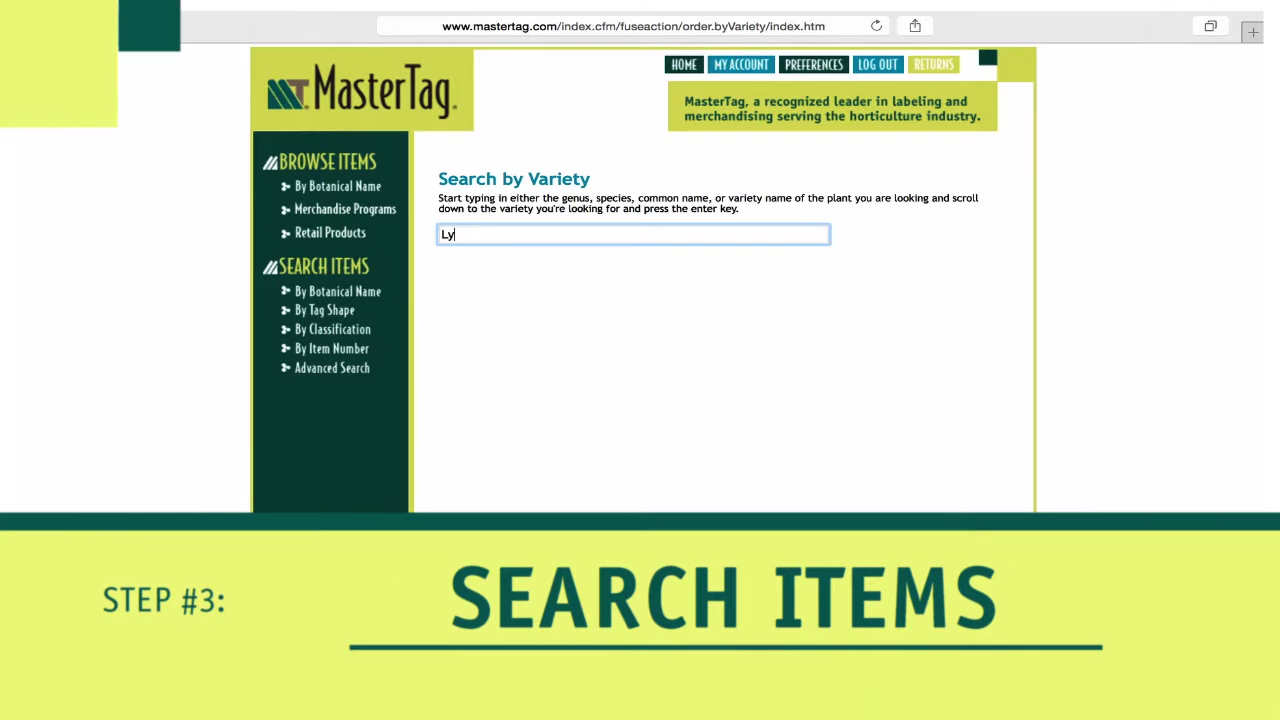 www.mastertag.com/index.cfm/fuseaction/order.byVariety/index.htm
MasterTag
HOME
MY ACCOUNT
PREFERENCES
LOG OUT
RETURNS
MasterTag, a recognized leader in labeling and
merchandising serving the horticulture industry.
BROWSE ITEMS
By Botanical Name
Merchandise Programs
Retail Products
SEARCH ITEMS
By Botanical Name
By Tag Shape
By Classification
By Item Number
Advanced Search
Search by Variety
Start typing in either the genus, species, common name, or variety name of the plant you are looking and scroll
down to the variety you're looking for and press the enter key.
Ly
STEP #3:
SEARCH ITEMS